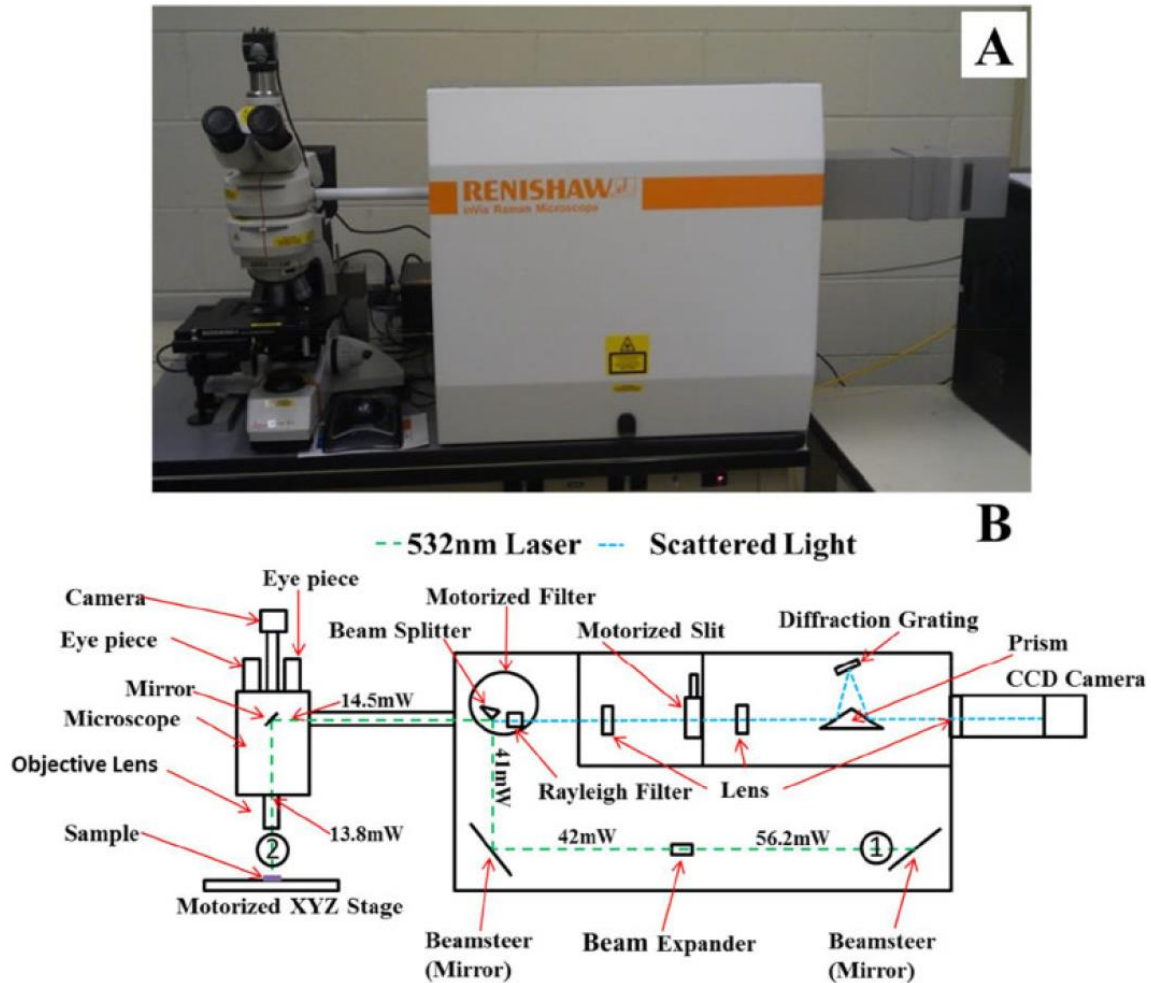 A
RENISHAW
inVia Raman Microscope
B
532nm Laser
Scattered Light
Eye piece
Camera
Eye piece
Mirror
Microscope
Objective Lens
Sample
Motorized XYZ Stage
14.5mW
13.8mW
2
Motorized Filter
Beam Splitter
Motorized Slit
Diffraction Grating
Prism
CCD Camera
41mW
Rayleigh Filter
Lens
42mW
56.2mW
1
Beamsteer
(Mirror)
Beam Expander
Beamsteer
(Mirror)